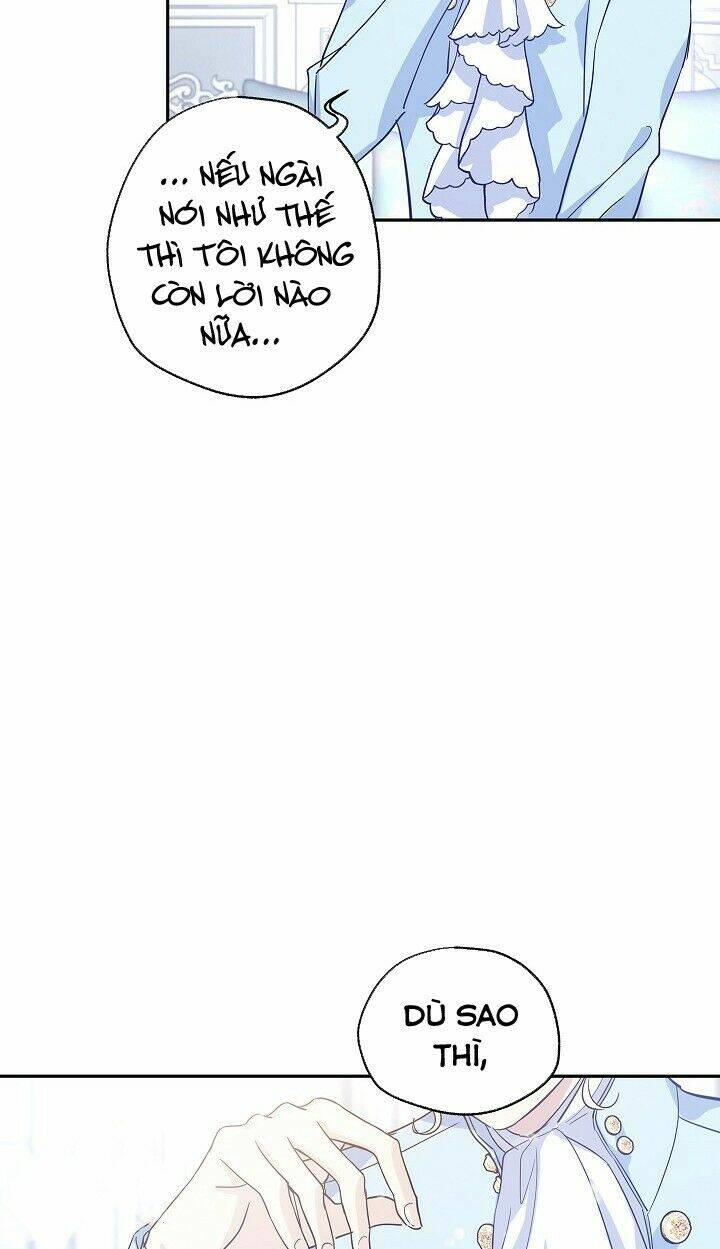 ... NẾU NGÀI
NÓI NHƯ THẾ
THÌ TÔI KHÔNG
CÒN LỜI NÀO
NỮA...
DÙ SAO
THÌ,